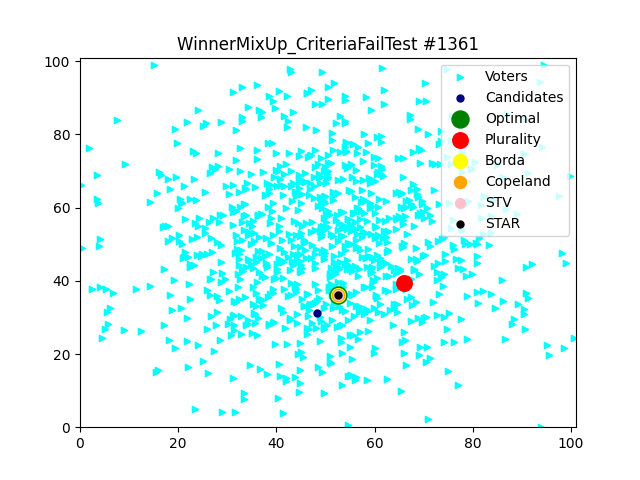 WinnerMixUp_CriteriaFailTest #1361
100
80
60
40
20
0
0
20
40
60
80
100
Voters
Candidates
Optimal
Plurality
Borda
Copeland
STV
STAR